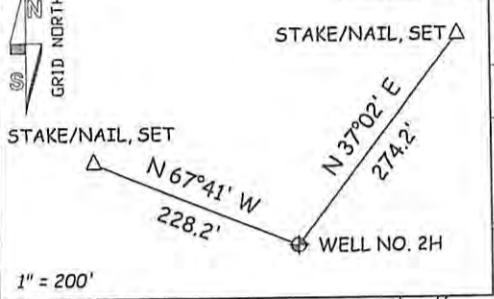 N
S
GRID NORTH
STAKE/NAIL, SET
STAKE/NAIL, SET
N 37°02' E
274.2'
N 67°41' W
228.2'
WELL NO. 2H
1" = 200'